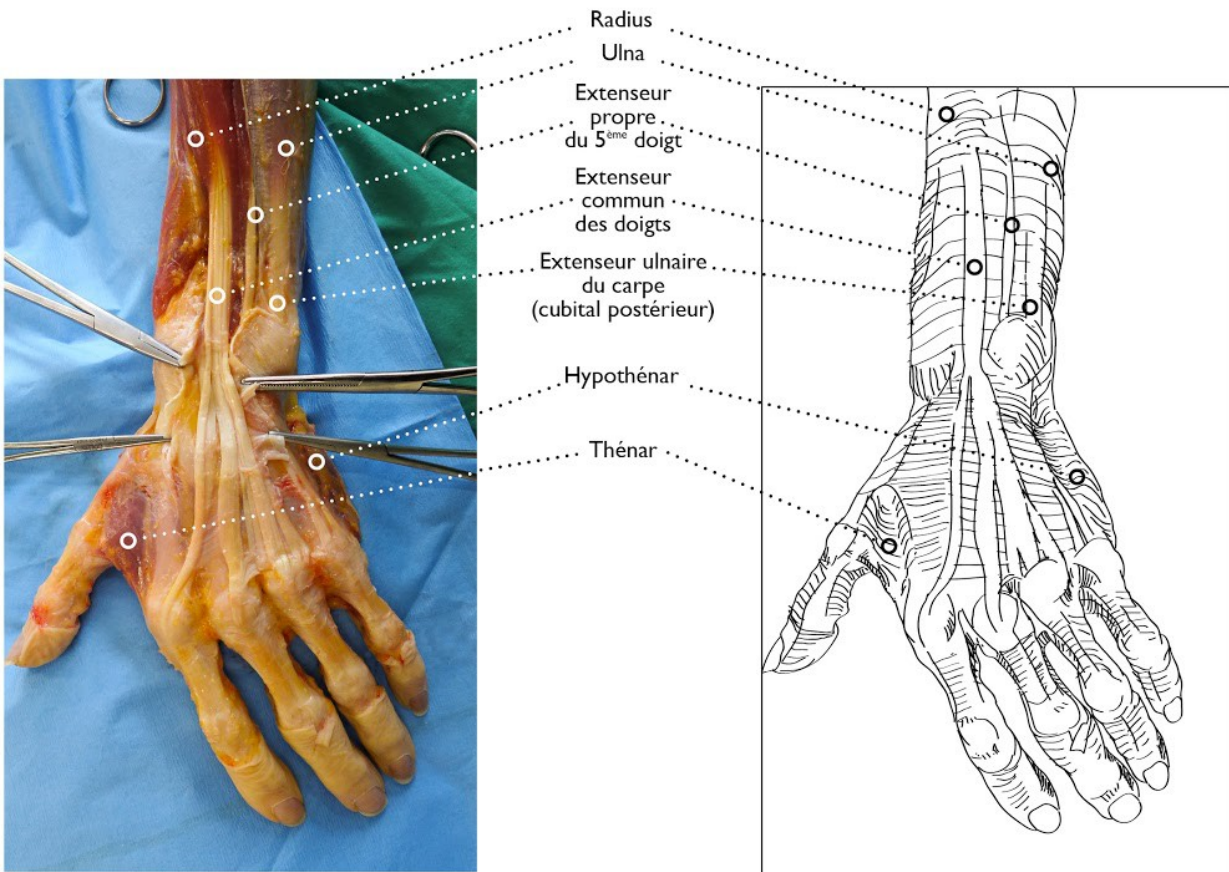 Radius
Ulna
Extenseur
propre
du 5ème doigt
Extenseur
commun
des doigts
Extenseur ulnaire
du carpe
(cubital postérieur)
Hypothénar
Thénar